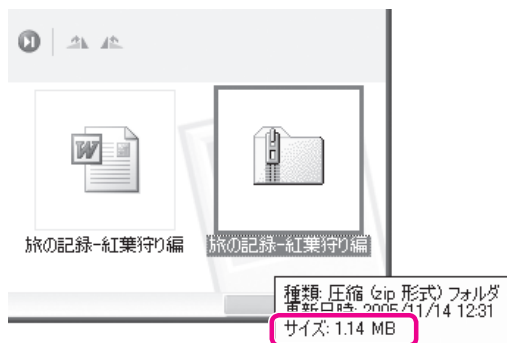 W
旅の記録-紅葉狩り編
旅の記録-紅葉狩り編
種類: 圧縮 (zip 形式) フォルダ
更新日時: 2005/11/14 12:31
サイズ: 1.14 MB